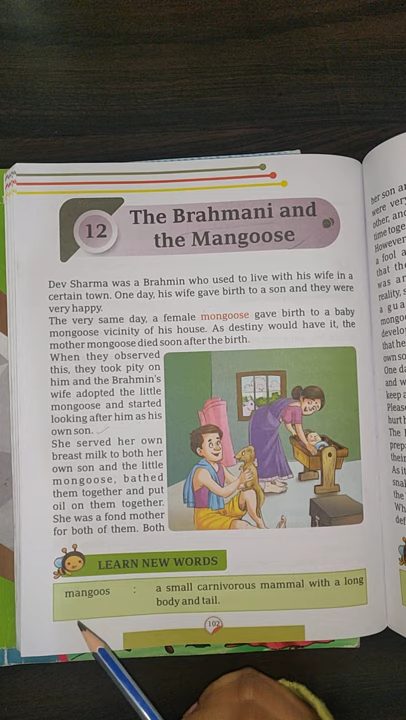 12
The Brahmani and
the Mangoose
Dev Sharma was a Brahmin who used to live with his wife in a
certain town. One day, his wife gave birth to a son and they were
very happy.
The very same day, a female mongoose gave birth to a baby
mongoose vicinity of his house. As destiny would have it, the
mother mongoose died soon after the birth.
When they observed
this, they took pity on
him and the Brahmin's
wife adopted the little
mongoose and started
looking after him as his
own son.
She served her own
breast milk to both her
own son and the little
mongoose, bathed
them together and put
oil on them together.
She was a fond mother
for both of them. Both
LEARN NEW WORDS
mangoos : a small carnivorous mammal with a long
body and tail.
102
her son
were very
other, and
time toge
However
a fool a
that the
was ar
reality, s
a gua
mongo
develo
that he
own so
One da
and w
keep a
Pleas
hurt h
The
prep
their
As it
snal
the
Wh
def